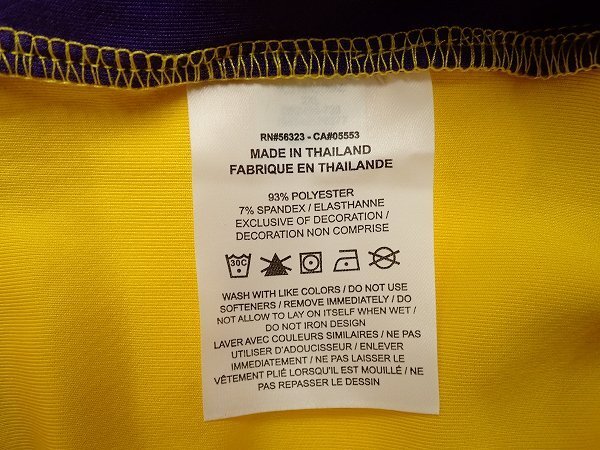 RN#56323 - CA#05553
MADE IN THAILAND
FABRIQUE EN THAILANDE
93% POLYESTER
7% SPANDEX / ELASTHANNE
EXCLUSIVE OF DECORATION /
DECORATION NON COMPRISE
30C
WASH WITH LIKE COLORS / DO NOT USE
SOFTENERS / REMOVE IMMEDIATELY / DO
NOT ALLOW TO LAY ON ITSELF WHEN WET /
DO NOT IRON DESIGN
LAVER AVEC COULEURS SIMILAIRES / NE PAS
UTILISER D'ADOUCISSEUR / ENLEVER
IMMEDIATEMENT / NE PAS LAISSER LE
VÊTEMENT PLIÉ LORSQU'IL EST MOUILLÉ / NE
PAS REPASSER LE DESSIN